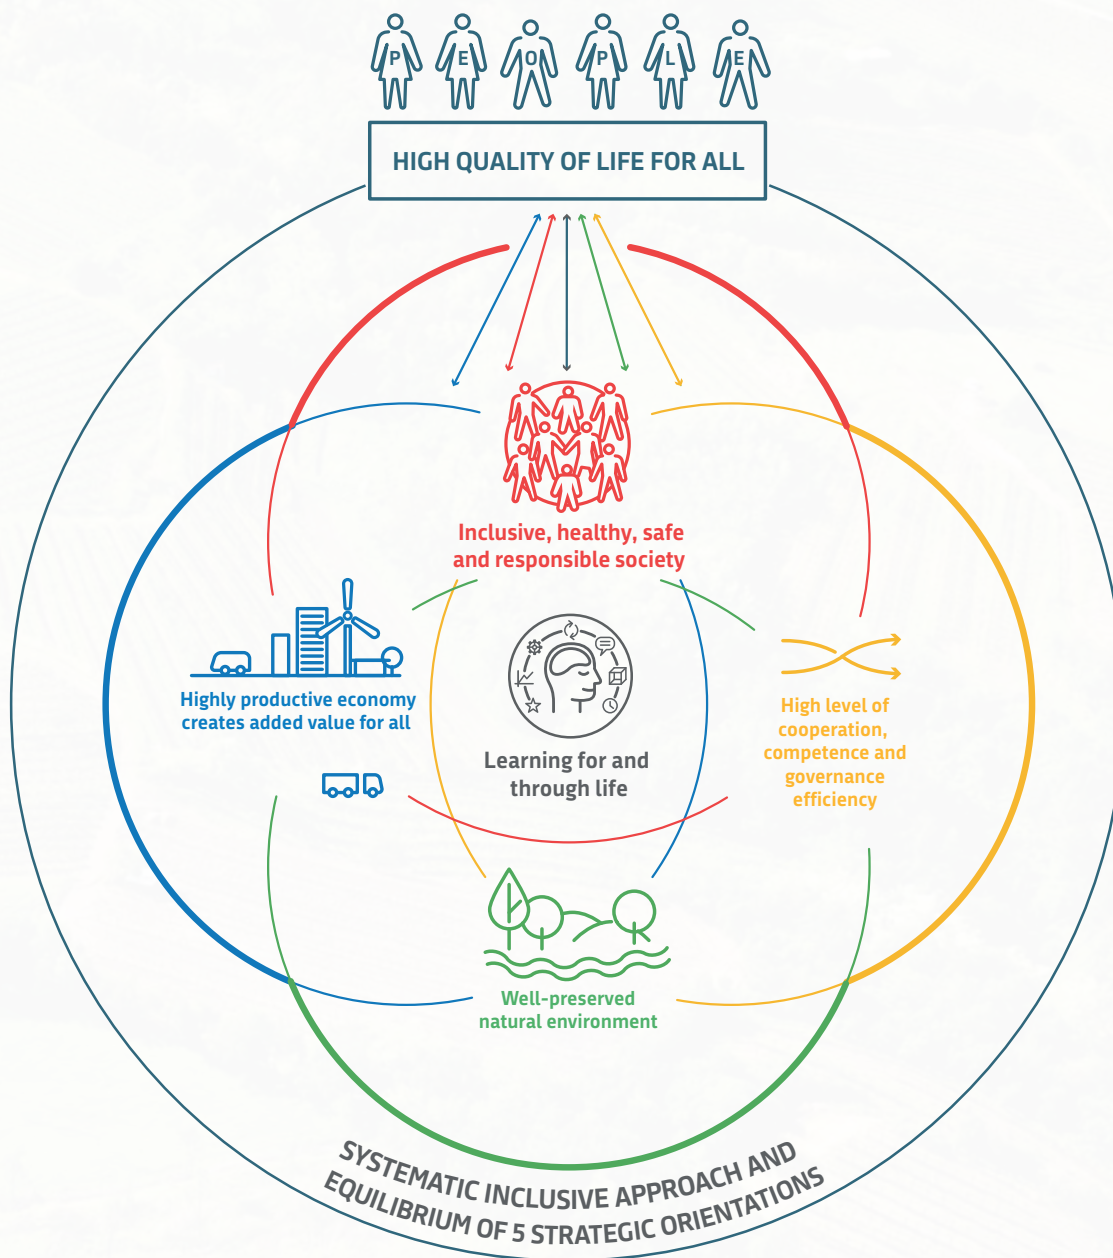 P E O P L E
HIGH QUALITY OF LIFE FOR ALL
Inclusive, healthy, safe
and responsible society
Highly productive economy
creates added value for all
Learning for and
through life
High level of
cooperation,
competence and
governance
efficiency
Well-preserved
natural environment
SYSTEMATIC INCLUSIVE APPROACH AND
EQUILIBRIUM OF 5 STRATEGIC ORIENTATIONS